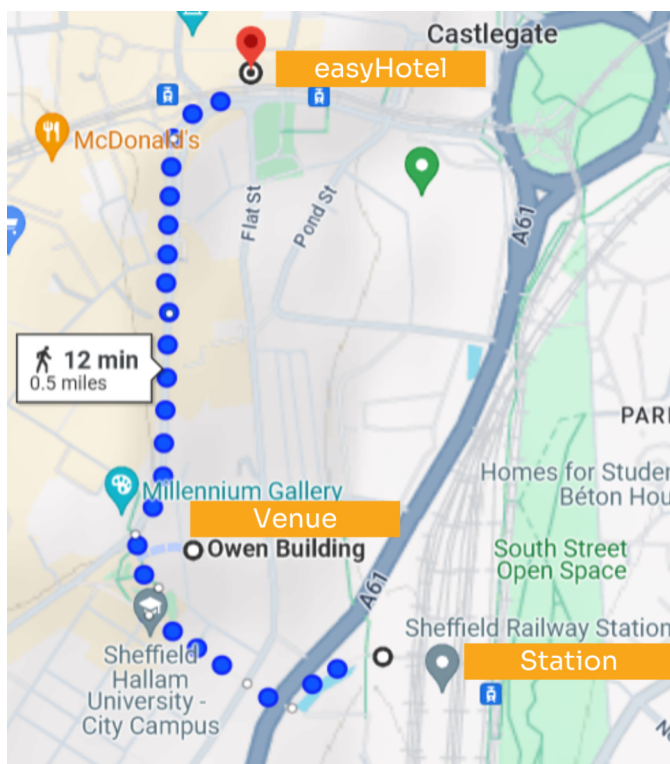 Castlegate
easyHotel
McDonald's
Flat St
Pond St
A61
12 min
0.5 miles
PARK
Millennium Gallery
Homes for Studen
Béton Hou
Venue
Owen Building
South Street
Open Space
A61
Sheffield Railway Station
Station
Sheffield
Hallam
University -
City Campus